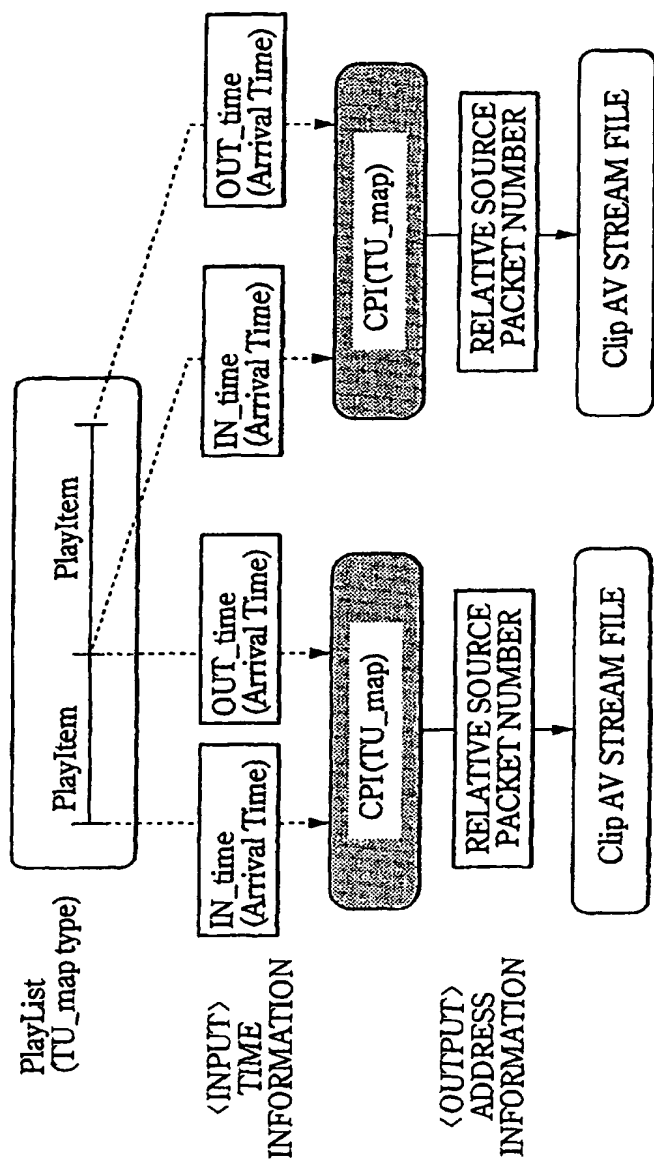 PlayList
(TU_map type)
PlayItem
PlayItem
<INPUT>
TIME
INFORMATION
IN_time
(Arrival Time)
OUT_time
(Arrival Time)
IN_time
(Arrival Time)
OUT_time
(Arrival Time)
CPI(TU_map)
CPI(TU_map)
<OUTPUT>
ADDRESS
INFORMATION
RELATIVE SOURCE
PACKET NUMBER
RELATIVE SOURCE
PACKET NUMBER
Clip AV STREAM FILE
Clip AV STREAM FILE